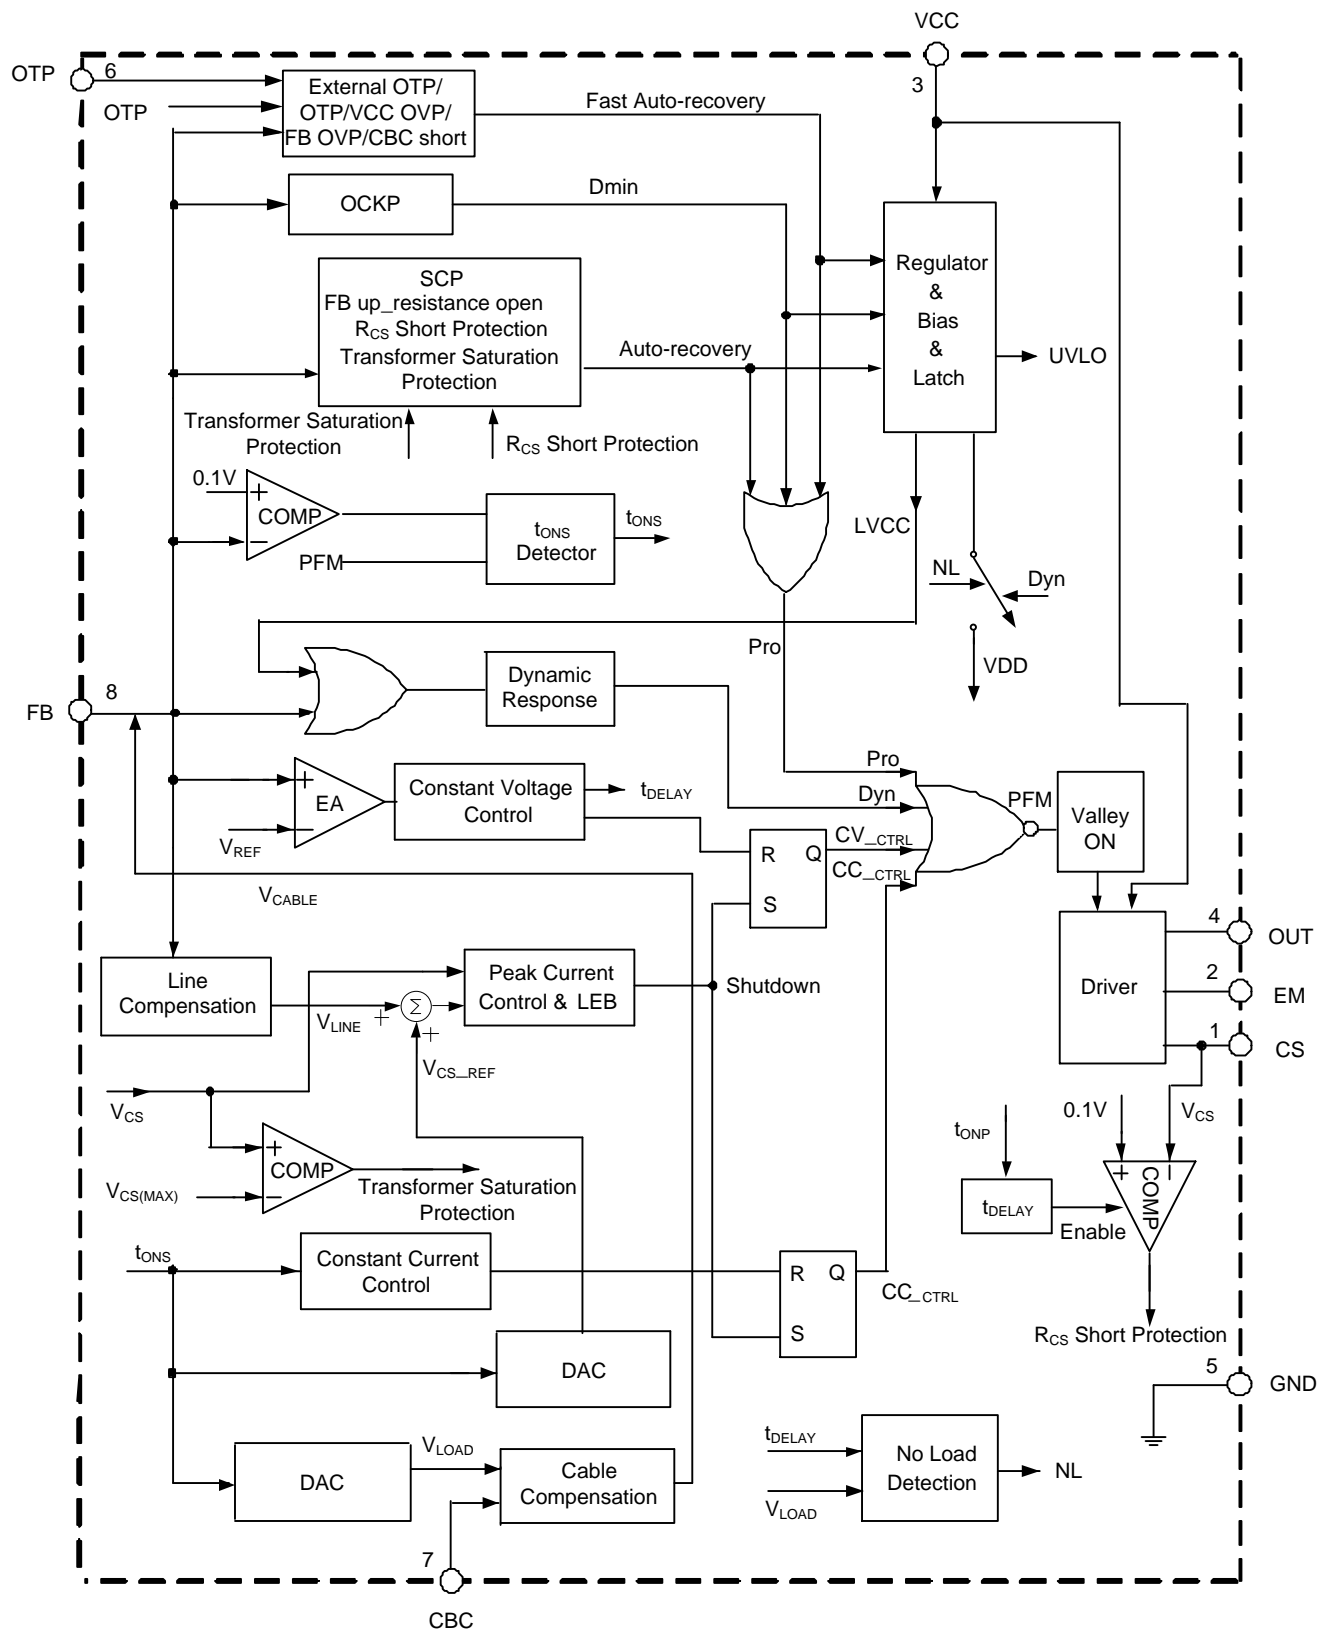 VCC
3
OTP
6
OTP
External OTP/
OTP/VCC OVP/
FB OVP/CBC short
Fast Auto-recovery
OCKP
Dmin
SCP
FB up_resistance open
RCS Short Protection
Transformer Saturation
Protection
Auto-recovery
Regulator
&
Bias
&
Latch
UVLO
Transformer Saturation
Protection
RCS Short Protection
0.1V
+
COMP
−
PFM
tONS
Detector
tONS
LVCC
NL
Dyn
VDD
Pro
FB
8
Dynamic
Response
+
EA
−
VREF
Constant Voltage
Control
tDELAY
Pro
Dyn
CV_CTRL
CC_CTRL
PFM
Valley
ON
R
Q
S
VCABLE
Line
Compensation
VLINE
+
Σ
+
VCS_REF
Peak Current
Control & LEB
Shutdown
Driver
4
OUT
2
EM
1
CS
VCS
+
COMP
−
VCS(MAX)
Transformer Saturation
Protection
tONP
tDELAY
Enable
0.1V
VCS
+
−
COMP
RCS Short Protection
tONS
Constant Current
Control
R
Q
S
CC_CTRL
DAC
5
GND
DAC
VLOAD
Cable
Compensation
tDELAY
VLOAD
No Load
Detection
NL
7
CBC